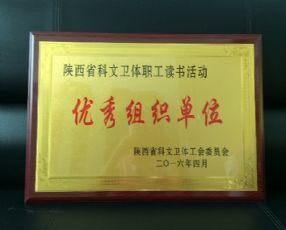 陕西省科文卫体职工读书活动
优秀组织单位
陕西省科文卫体工会委员会
二〇一六年四月